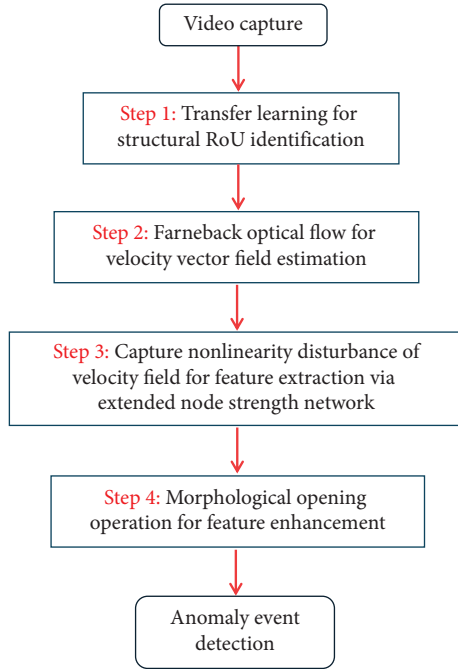 Video capture
Step 1: Transfer learning for
structural RoU identification
Step 2: Farneback optical flow for
velocity vector field estimation
Step 3: Capture nonlinearity disturbance of
velocity field for feature extraction via
extended node strength network
Step 4: Morphological opening
operation for feature enhancement
Anomaly event
detection